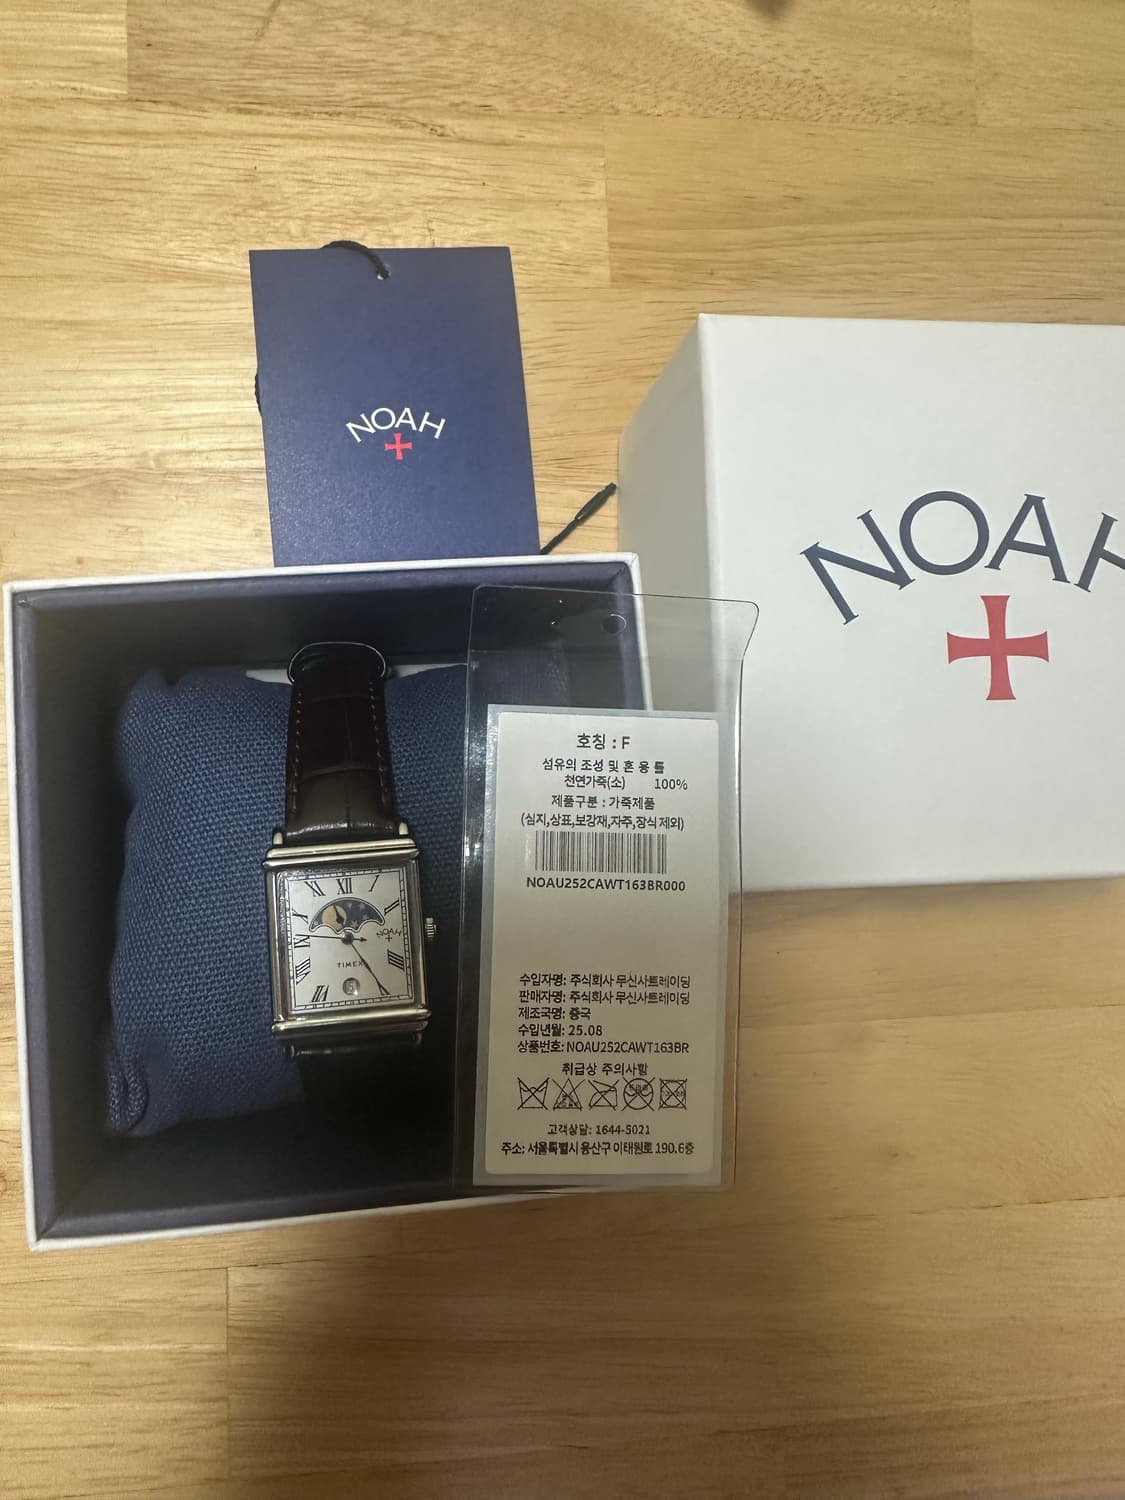 NOAH
NOAH
XI XII I
II
X
NOAH
IX
TIMEX
호칭 : F
섬유의 조성 및 혼 용 률
천연가죽(소) 100%
제품구분 : 가죽제품
(심지,상표,보강재,자주,장식 제외)
NOAU252CAWT163BR000
수입자명: 주식회사 무신사트레이딩
판매자명: 주식회사 무신사트레이딩
제조국명: 중국
수입년월: 25.08
상품번호: NOAU252CAWT163BR
취급상 주의사항
고객상담: 1644-5021
주소: 서울특별시 용산구 이태원로 190,6층